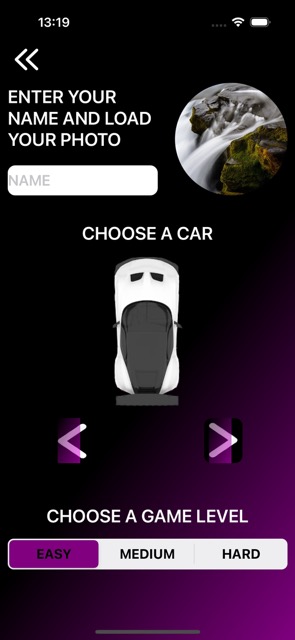 13:19
ENTER YOUR
NAME AND LOAD
YOUR PHOTO
NAME
CHOOSE A CAR
CHOOSE A GAME LEVEL
EASY MEDIUM HARD